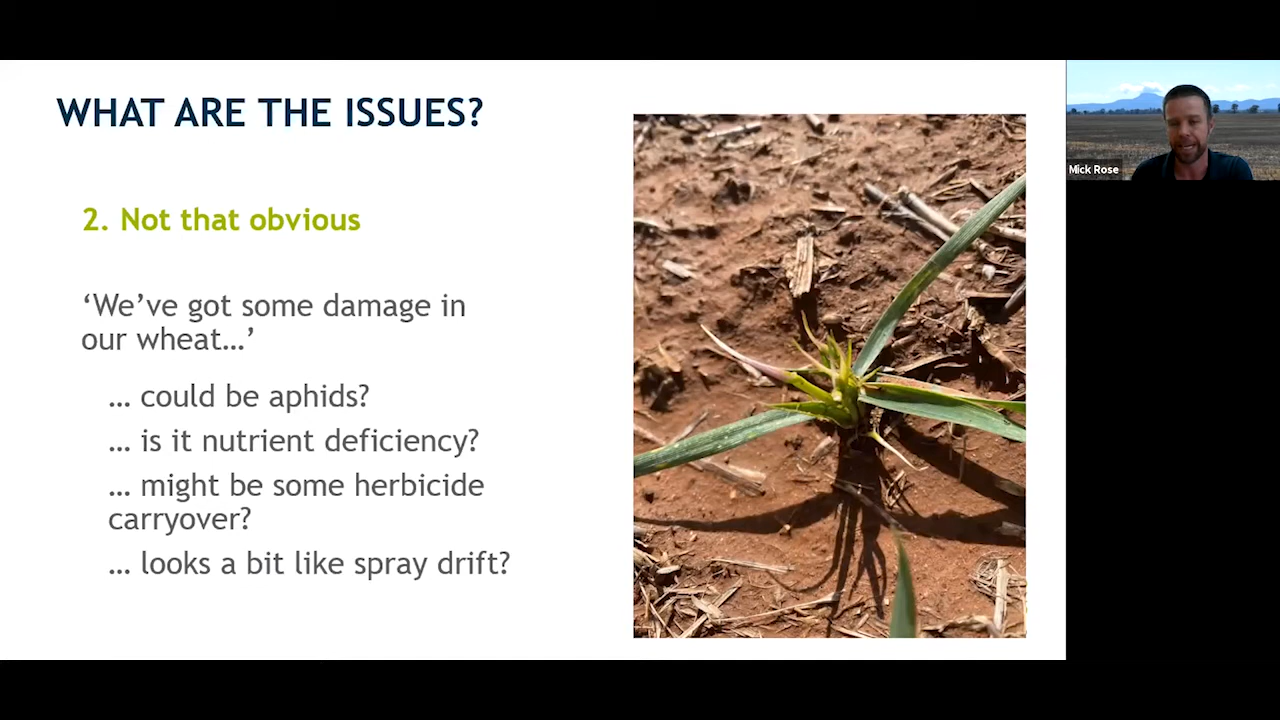 WHAT ARE THE ISSUES?
2. Not that obvious
‘We’ve got some damage in
our wheat…’
… could be aphids?
… is it nutrient deficiency?
… might be some herbicide
carryover?
… looks a bit like spray drift?
Mick Rose